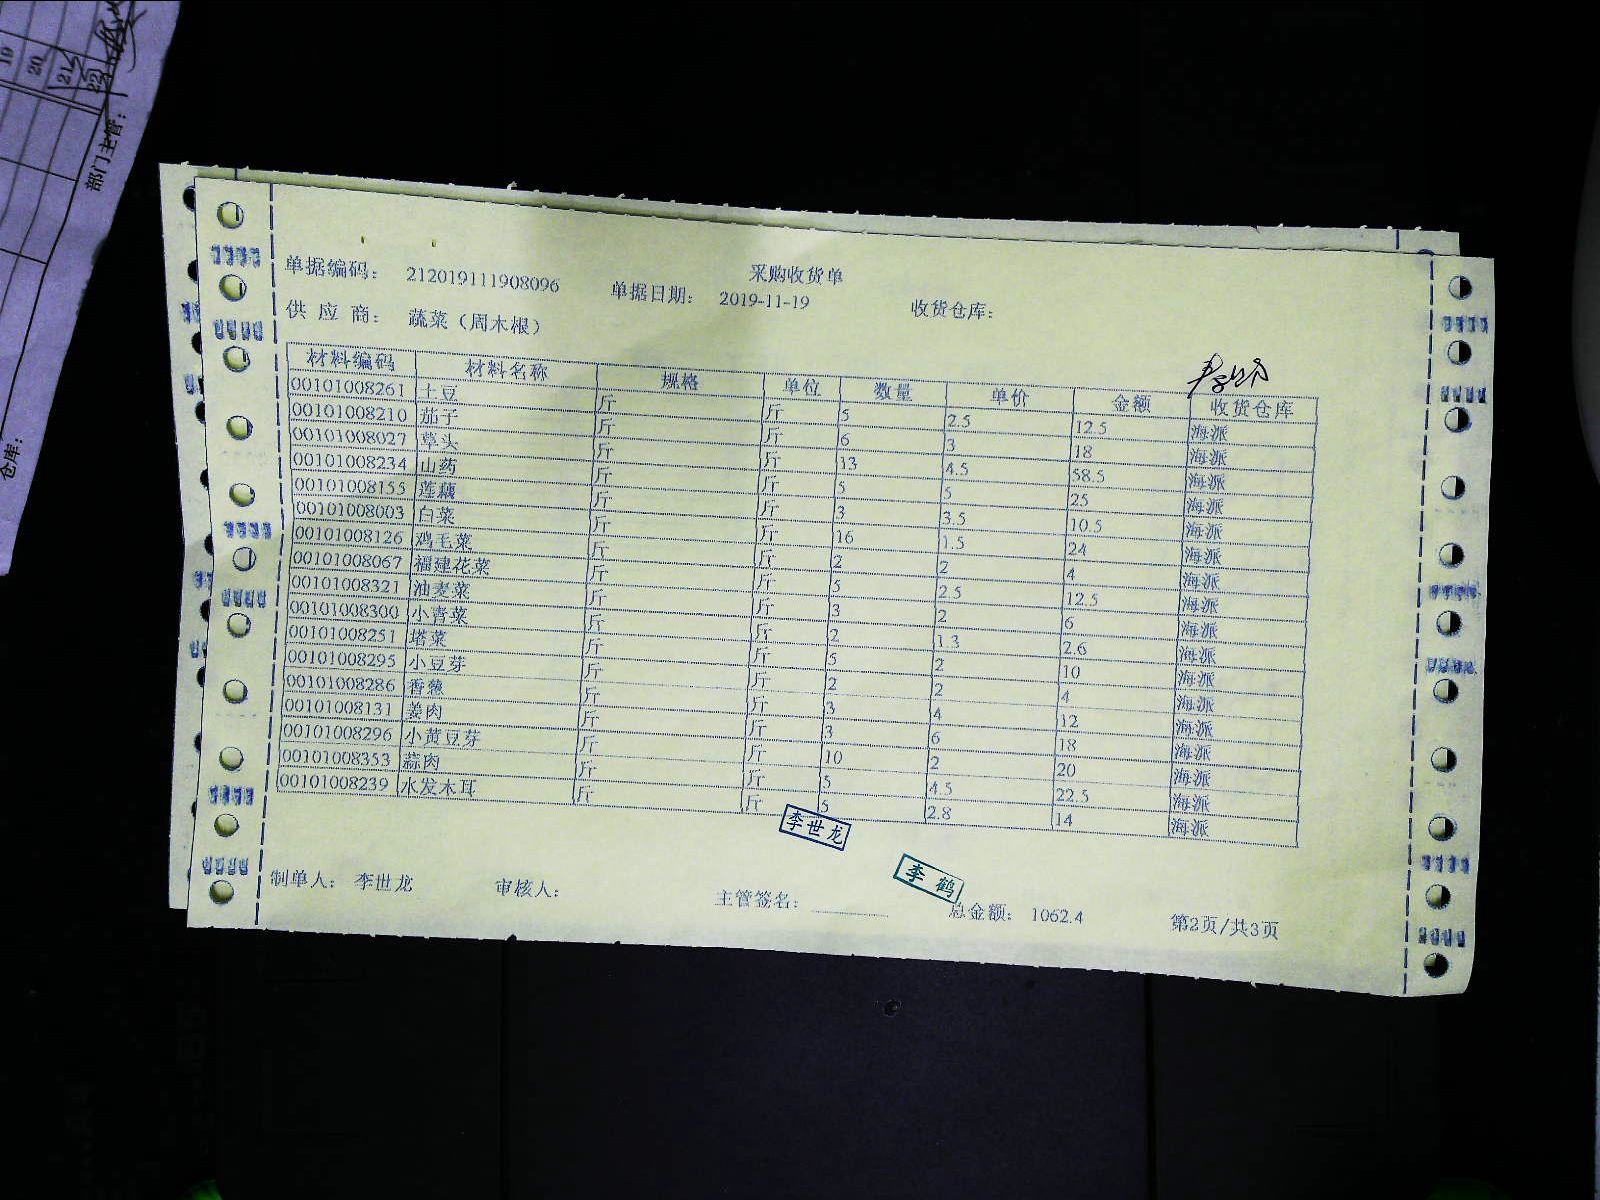 19
20
21
22
部门主管：
仓库：
采购收货单
单据编码： 212019111908096 单据日期： 2019-11-19 收货仓库：
供 应 商： 蔬菜（周木根）
材料编码 材料名称 规格 单位 数量 单价 金额 收货仓库
00101008261 土豆 斤 斤 5 2.5 12.5 海派
00101008210 茄子 斤 斤 6 3 18 海派
00101008027 草头 斤 斤 13 4.5 58.5 海派
00101008234 山药 斤 斤 5 5 25 海派
00101008155 莲藕 斤 斤 3 3.5 10.5 海派
00101008003 白菜 斤 斤 16 1.5 24 海派
00101008126 鸡毛菜 斤 斤 2 2 4 海派
00101008067 福建花菜 斤 斤 5 2.5 12.5 海派
00101008321 油麦菜 斤 斤 3 2 6 海派
00101008300 小青菜 斤 斤 2 1.3 2.6 海派
00101008251 塔菜 斤 斤 5 2 10 海派
00101008295 小豆芽 斤 斤 2 2 4 海派
00101008286 香葱 斤 斤 3 4 12 海派
00101008131 姜肉 斤 斤 3 6 18 海派
00101008296 小黄豆芽 斤 斤 10 2 20 海派
00101008353 蒜肉 斤 斤 5 4.5 22.5 海派
00101008239 水发木耳 斤 斤 5 2.8 14 海派
李世龙
李鹤
制单人： 李世龙 审核人： 主管签名： 总金额： 1062.4 第2页/共3页